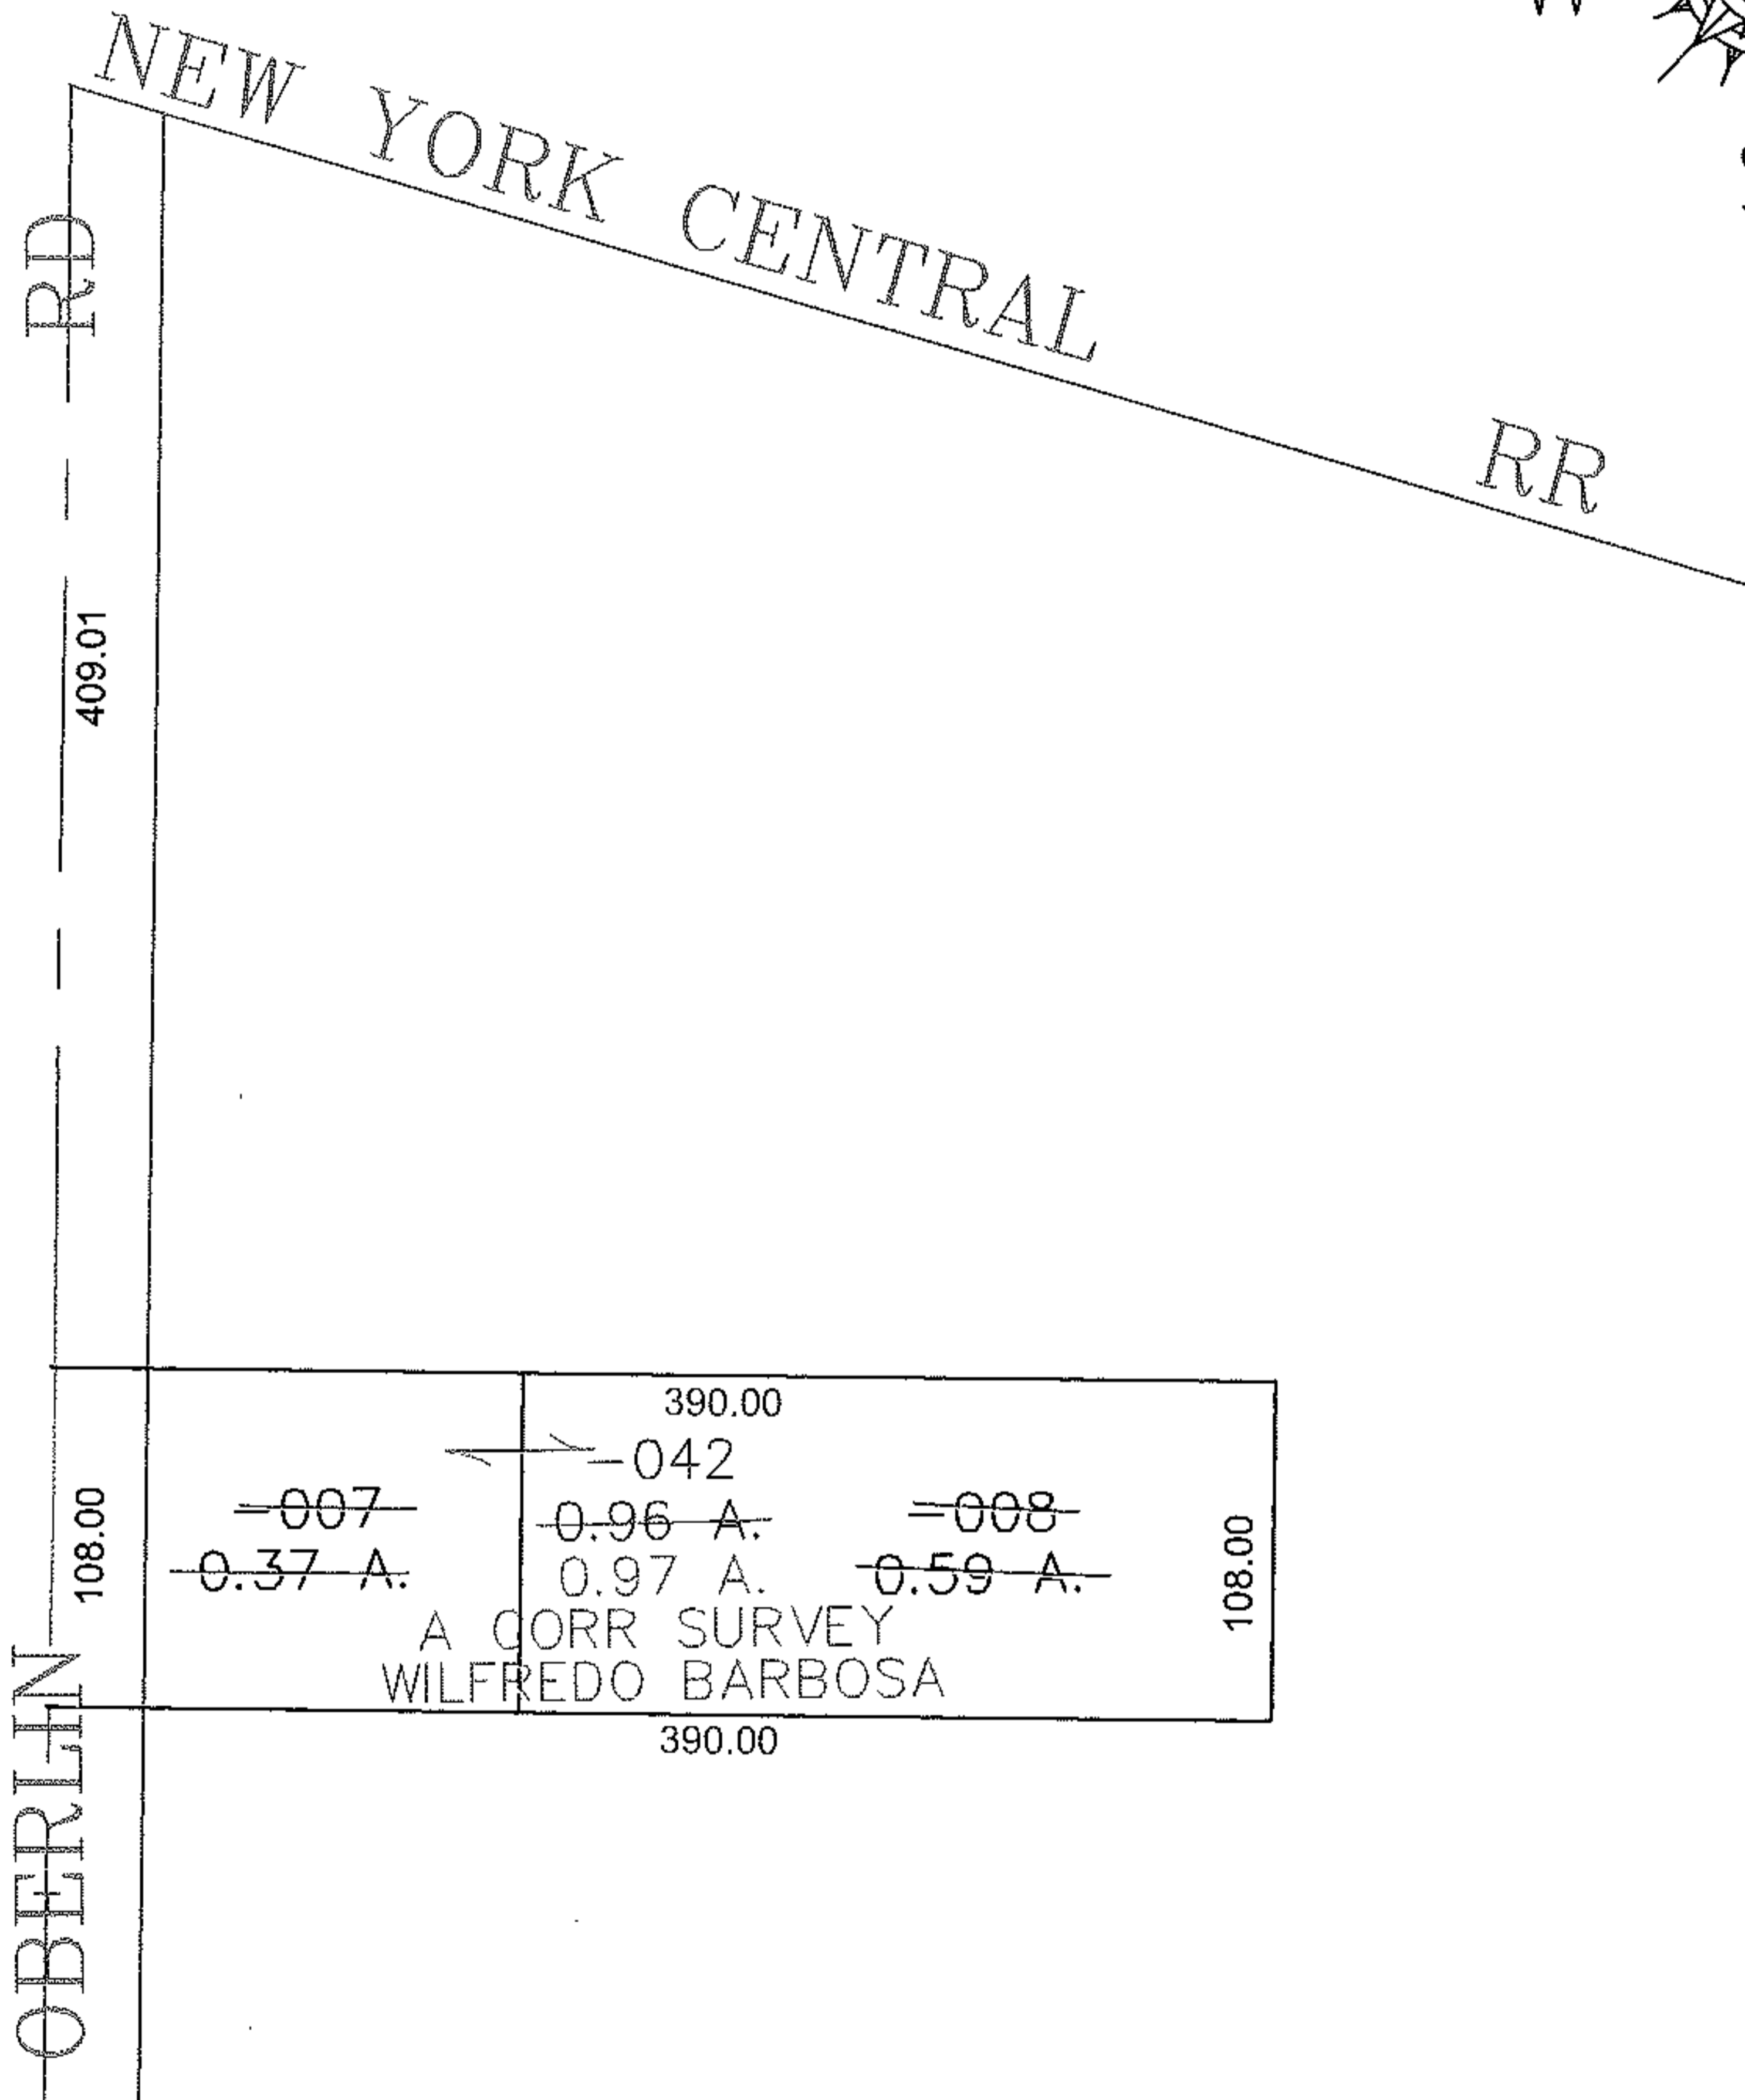 W
NEW YORK CENTRAL RR
RD
409.01
390.00
-042
-007
0.96 A.
-008
108.00
0.37 A.
0.97 A.
0.59 A.
108.00
A CORR SURVEY
WILFREDO BARBOSA
390.00
OBERLIN